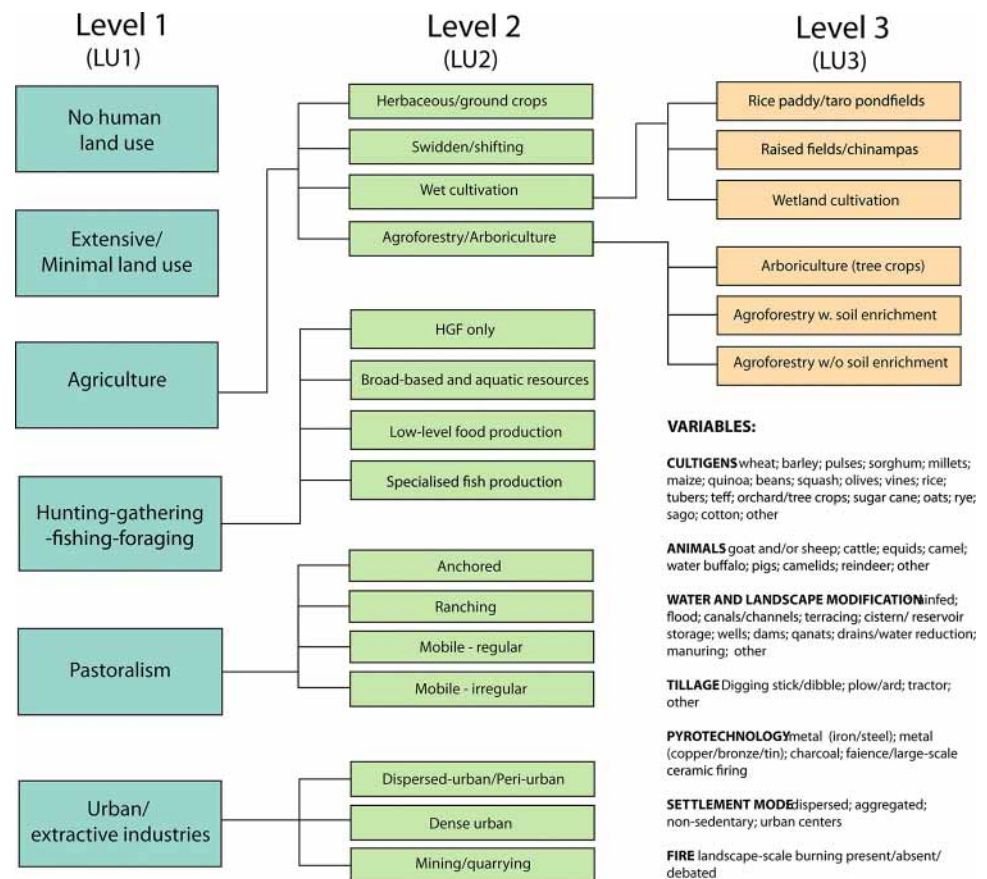 Level 1
(LU1)
No human
land use
Extensive/
Minimal land use
Agriculture
Hunting-gathering
-fishing-foraging
Pastoralism
Urban/
extractive industries
Level 2
(LU2)
Herbaceous/ground crops
Swidden/shifting
Wet cultivation
Agroforestry/Arboriculture
HGF only
Broad-based and aquatic resources
Low-level food production
Specialised fish production
Anchored
Ranching
Mobile - regular
Mobile - irregular
Dispersed-urban/Peri-urban
Dense urban
Mining/quarrying
Level 3
(LU3)
Rice paddy/taro pondfields
Raised fields/chinampas
Wetland cultivation
Arboriculture (tree crops)
Agroforestry w. soil enrichment
Agroforestry w/o soil enrichment
VARIABLES:
CULTIGENS wheat; barley; pulses; sorghum; millets;
maize; quinoa; beans; squash; olives; vines; rice;
tubers; teff; orchard/tree crops; sugar cane; oats; rye;
sago; cotton; other
ANIMALS goat and/or sheep; cattle; equids; camel;
water buffalo; pigs; camelids; reindeer; other
WATER AND LANDSCAPE MODIFICATION
flood; canals/channels; terracing; cistern/ reservoir
storage; wells; dams; qanats; drains/water reduction;
manuring; other
TILLAGE Digging stick/dibble; plow/ard; tractor;
other
PYROTECHNOLOGY metal (iron/steel); metal
(copper/bronze/tin); charcoal; faience/large-scale
ceramic firing
SETTLEMENT MODE dispersed; aggregated;
non-sedentary; urban centers
FIRE landscape-scale burning present/absent/
debated